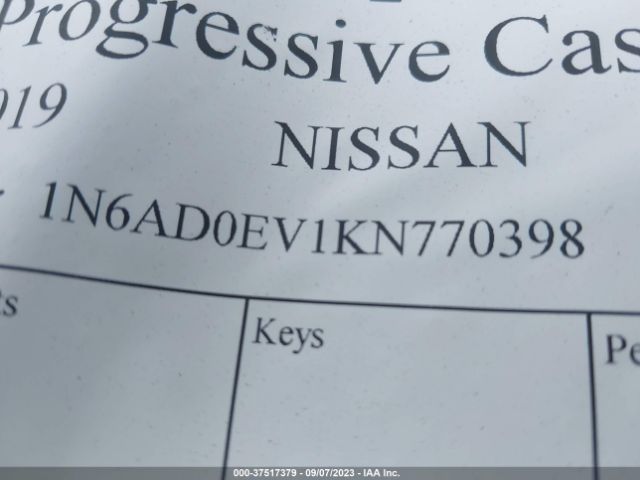 Progressive Cas
019
NISSAN
1N6AD0EV1KN770398
Keys
Pe
000-37517379 - 09/07/2023 - IAA Inc.